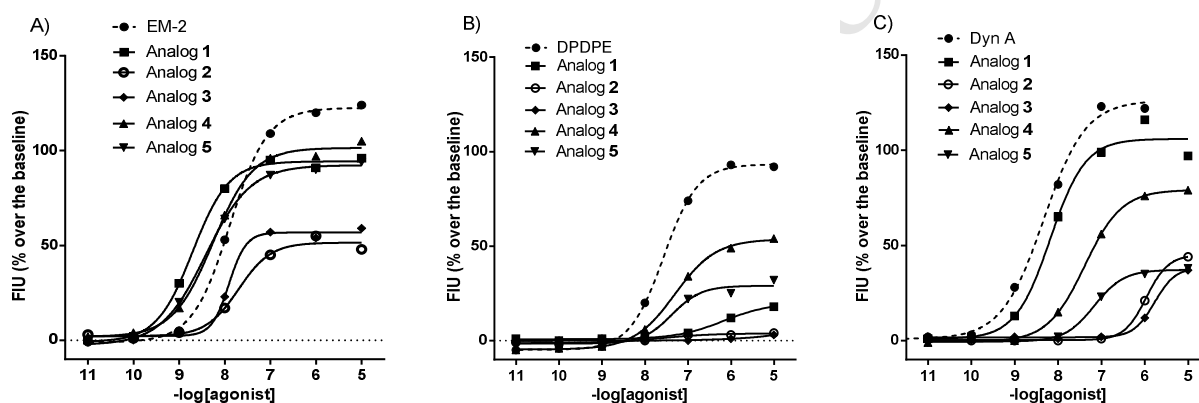 A)
EM-2
Analog 1
Analog 2
Analog 3
Analog 4
Analog 5
FIU (% over the baseline)
150
100
50
0
11 10 9 8 7 6 5
-log[agonist]
B)
DPDPE
Analog 1
Analog 2
Analog 3
Analog 4
Analog 5
FIU (% over the baseline)
150
100
50
0
11 10 9 8 7 6 5
-log[agonist]
C)
Dyn A
Analog 1
Analog 2
Analog 3
Analog 4
Analog 5
FIU (% over the baseline)
150
100
50
0
11 10 9 8 7 6 5
-log[agonist]